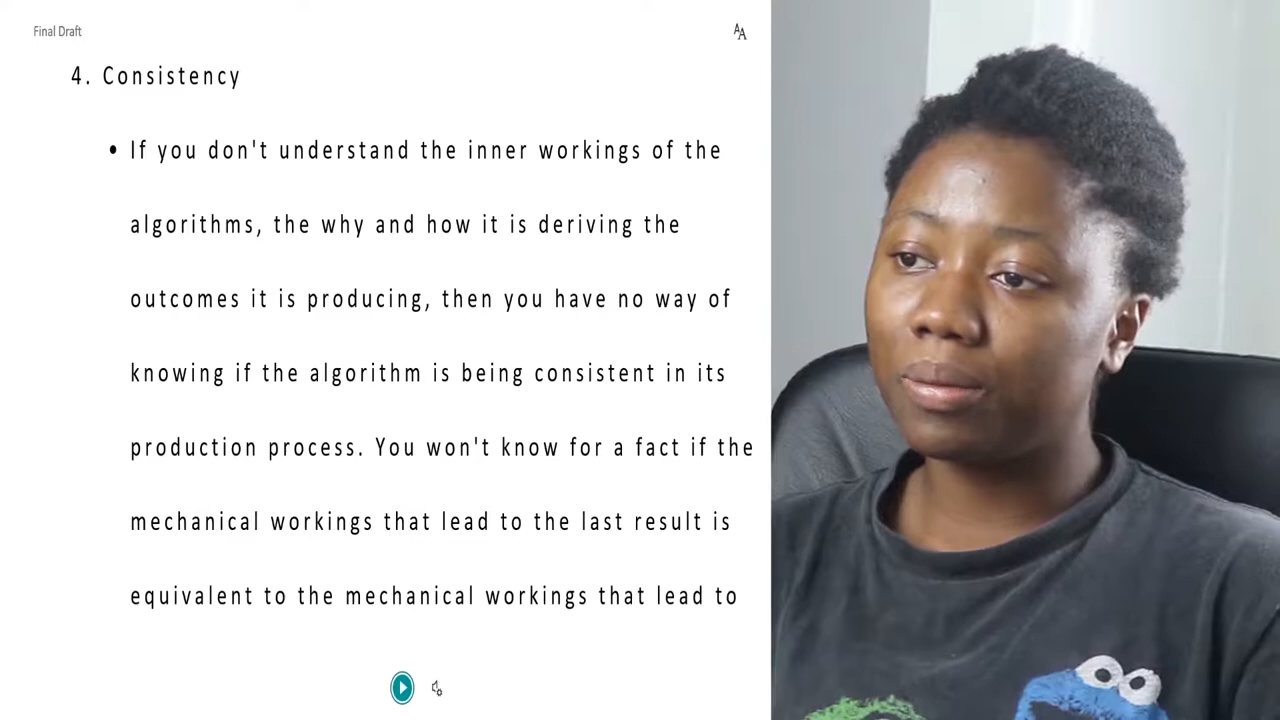 Final Draft
AA
4. Consistency
• If you don't understand the inner workings of the
algorithms, the why and how it is deriving the
outcomes it is producing, then you have no way of
knowing if the algorithm is being consistent in its
production process. You won't know for a fact if the
mechanical workings that lead to the last result is
equivalent to the mechanical workings that lead to